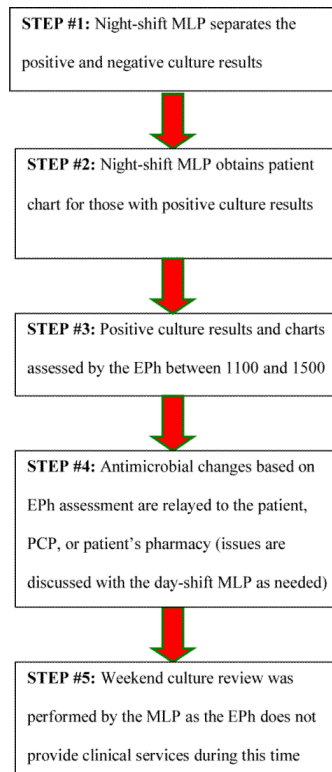 STEP #1: Night-shift MLP separates the
positive and negative culture results
STEP #2: Night-shift MLP obtains patient
chart for those with positive culture results
STEP #3: Positive culture results and charts
assessed by the EPh between 1100 and 1500
STEP #4: Antimicrobial changes based on
EPh assessment are relayed to the patient,
PCP, or patient's pharmacy (issues are
discussed with the day-shift MLP as needed)
STEP #5: Weekend culture review was
performed by the MLP as the EPh does not
provide clinical services during this time